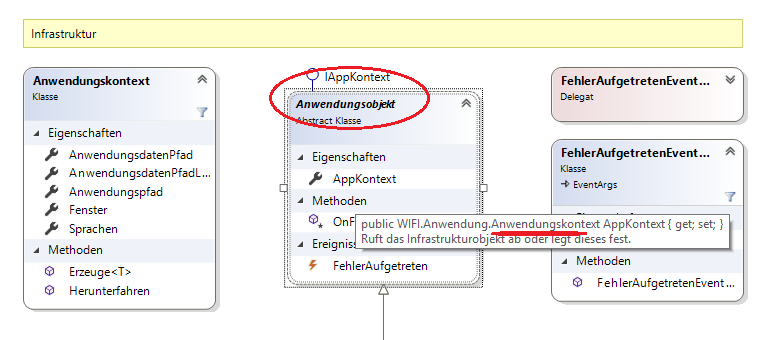 Infrastruktur
Anwendungskontext
Klasse
Eigenschaften
AnwendungsdatenPfad
AnwendungsdatenPfadL...
Anwendungspfad
Fenster
Sprachen
Methoden
Erzeuge<T>
Herunterfahren
IAppKontext
Anwendungsobjekt
Abstract Klasse
Eigenschaften
AppKontext
Methoden
OnF
public WIFI.Anwendung.Anwendungskontext AppKontext { get; set; }
Ruft das Infrastrukturobjekt ab oder legt dieses fest.
Ereignis
FehlerAufgetreten
FehlerAufgetretenEvent...
Delegat
FehlerAufgetretenEvent...
Klasse
EventArgs
Methoden
FehlerAufgetretenEvent...